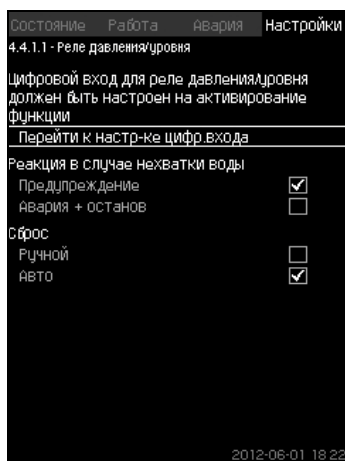 Состояние Работа Авария Настройки
4.4.1.1 - Реле давления/уровня
Цифровой вход для реле давления/уровня
должен быть настроен на активирование
функции
Перейти к настр-ке цифр.входа
Реакция в случае нехватки воды
Предупреждение
Авария + останов
Сброс
Ручной
Авто
2012-06-01 18:22